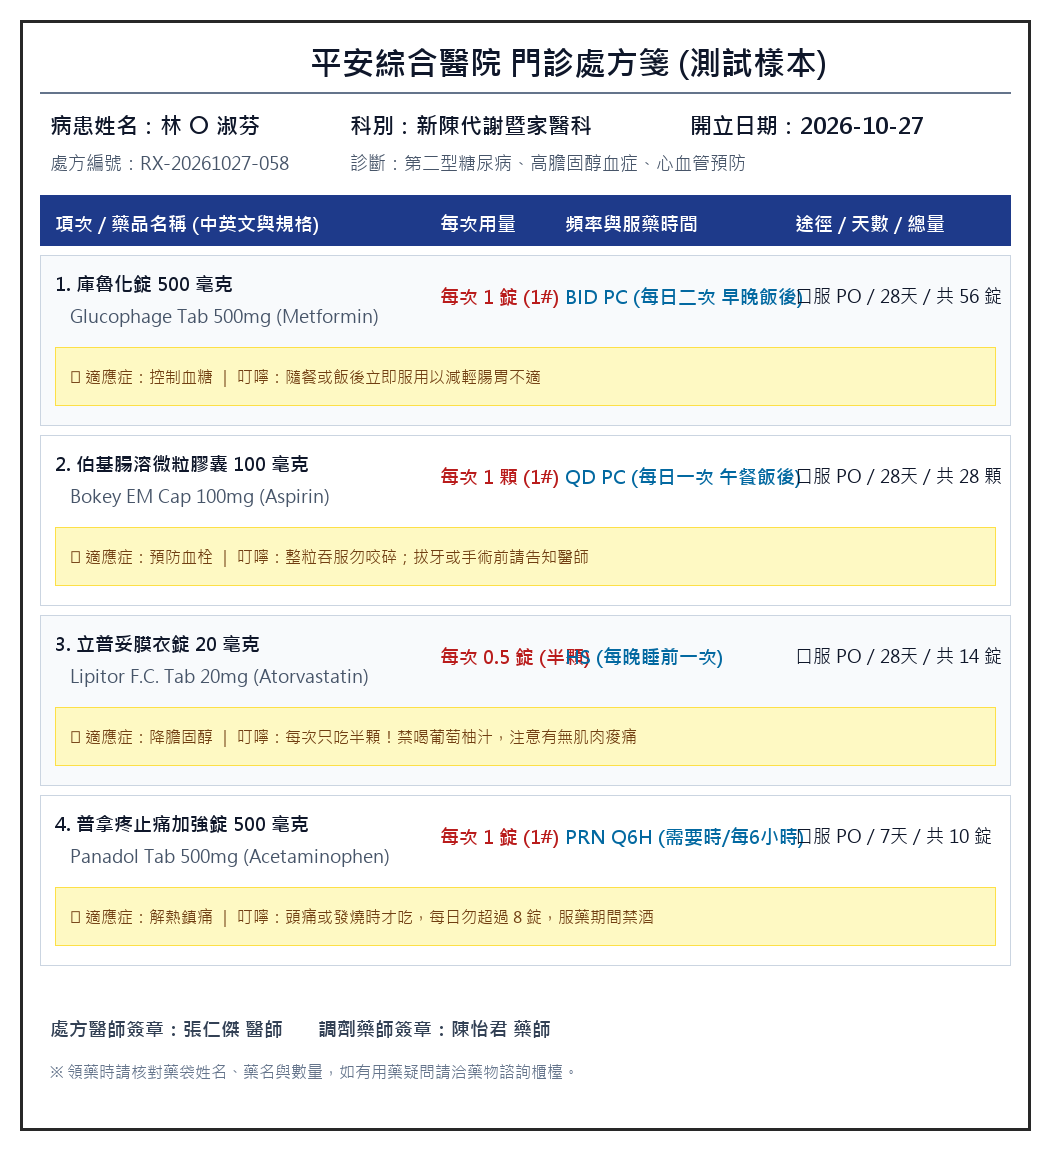 平安綜合醫院 門診處方箋 (測試樣本)
病患姓名：林 〇 淑芬 科別：新陳代謝暨家醫科 開立日期：2026-10-27
處方編號：RX-20261027-058 診斷：第二型糖尿病、高膽固醇血症、心血管預防
項次 / 藥品名稱 (中英文與規格) 每次用量 頻率與服藥時間 途徑 / 天數 / 總量
1. 庫魯化錠 500 毫克
每次 1 錠 (1#) BID PC (每日二次 早晚飯後) 口服 PO / 28天 / 共 56 錠
Glucophage Tab 500mg (Metformin)
適應症：控制血糖 | 叮嚀：隨餐或飯後立即服用以減輕腸胃不適
2. 伯基腸溶微粒膠囊 100 毫克
每次 1 顆 (1#) QD PC (每日一次 午餐飯後) 口服 PO / 28天 / 共 28 顆
Bokey EM Cap 100mg (Aspirin)
適應症：預防血栓 | 叮嚀：整粒吞服勿咬碎；拔牙或手術前請告知醫師
3. 立普妥膜衣錠 20 毫克
每次 0.5 錠 (半顆) HS (每晚睡前一次) 口服 PO / 28天 / 共 14 錠
Lipitor F.C. Tab 20mg (Atorvastatin)
適應症：降膽固醇 | 叮嚀：每次只吃半顆！禁喝葡萄柚汁，注意有無肌肉痠痛
4. 普拿疼止痛加強錠 500 毫克
每次 1 錠 (1#) PRN Q6H (需要時/每6小時) 口服 PO / 7天 / 共 10 錠
Panadol Tab 500mg (Acetaminophen)
適應症：解熱鎮痛 | 叮嚀：頭痛或發燒時才吃，每日勿超過 8 錠，服藥期間禁酒
處方醫師簽章：張仁傑 醫師 調劑藥師簽章：陳怡君 藥師
※ 領藥時請核對藥袋姓名、藥名與數量，如有用藥疑問請洽藥物諮詢櫃檯。